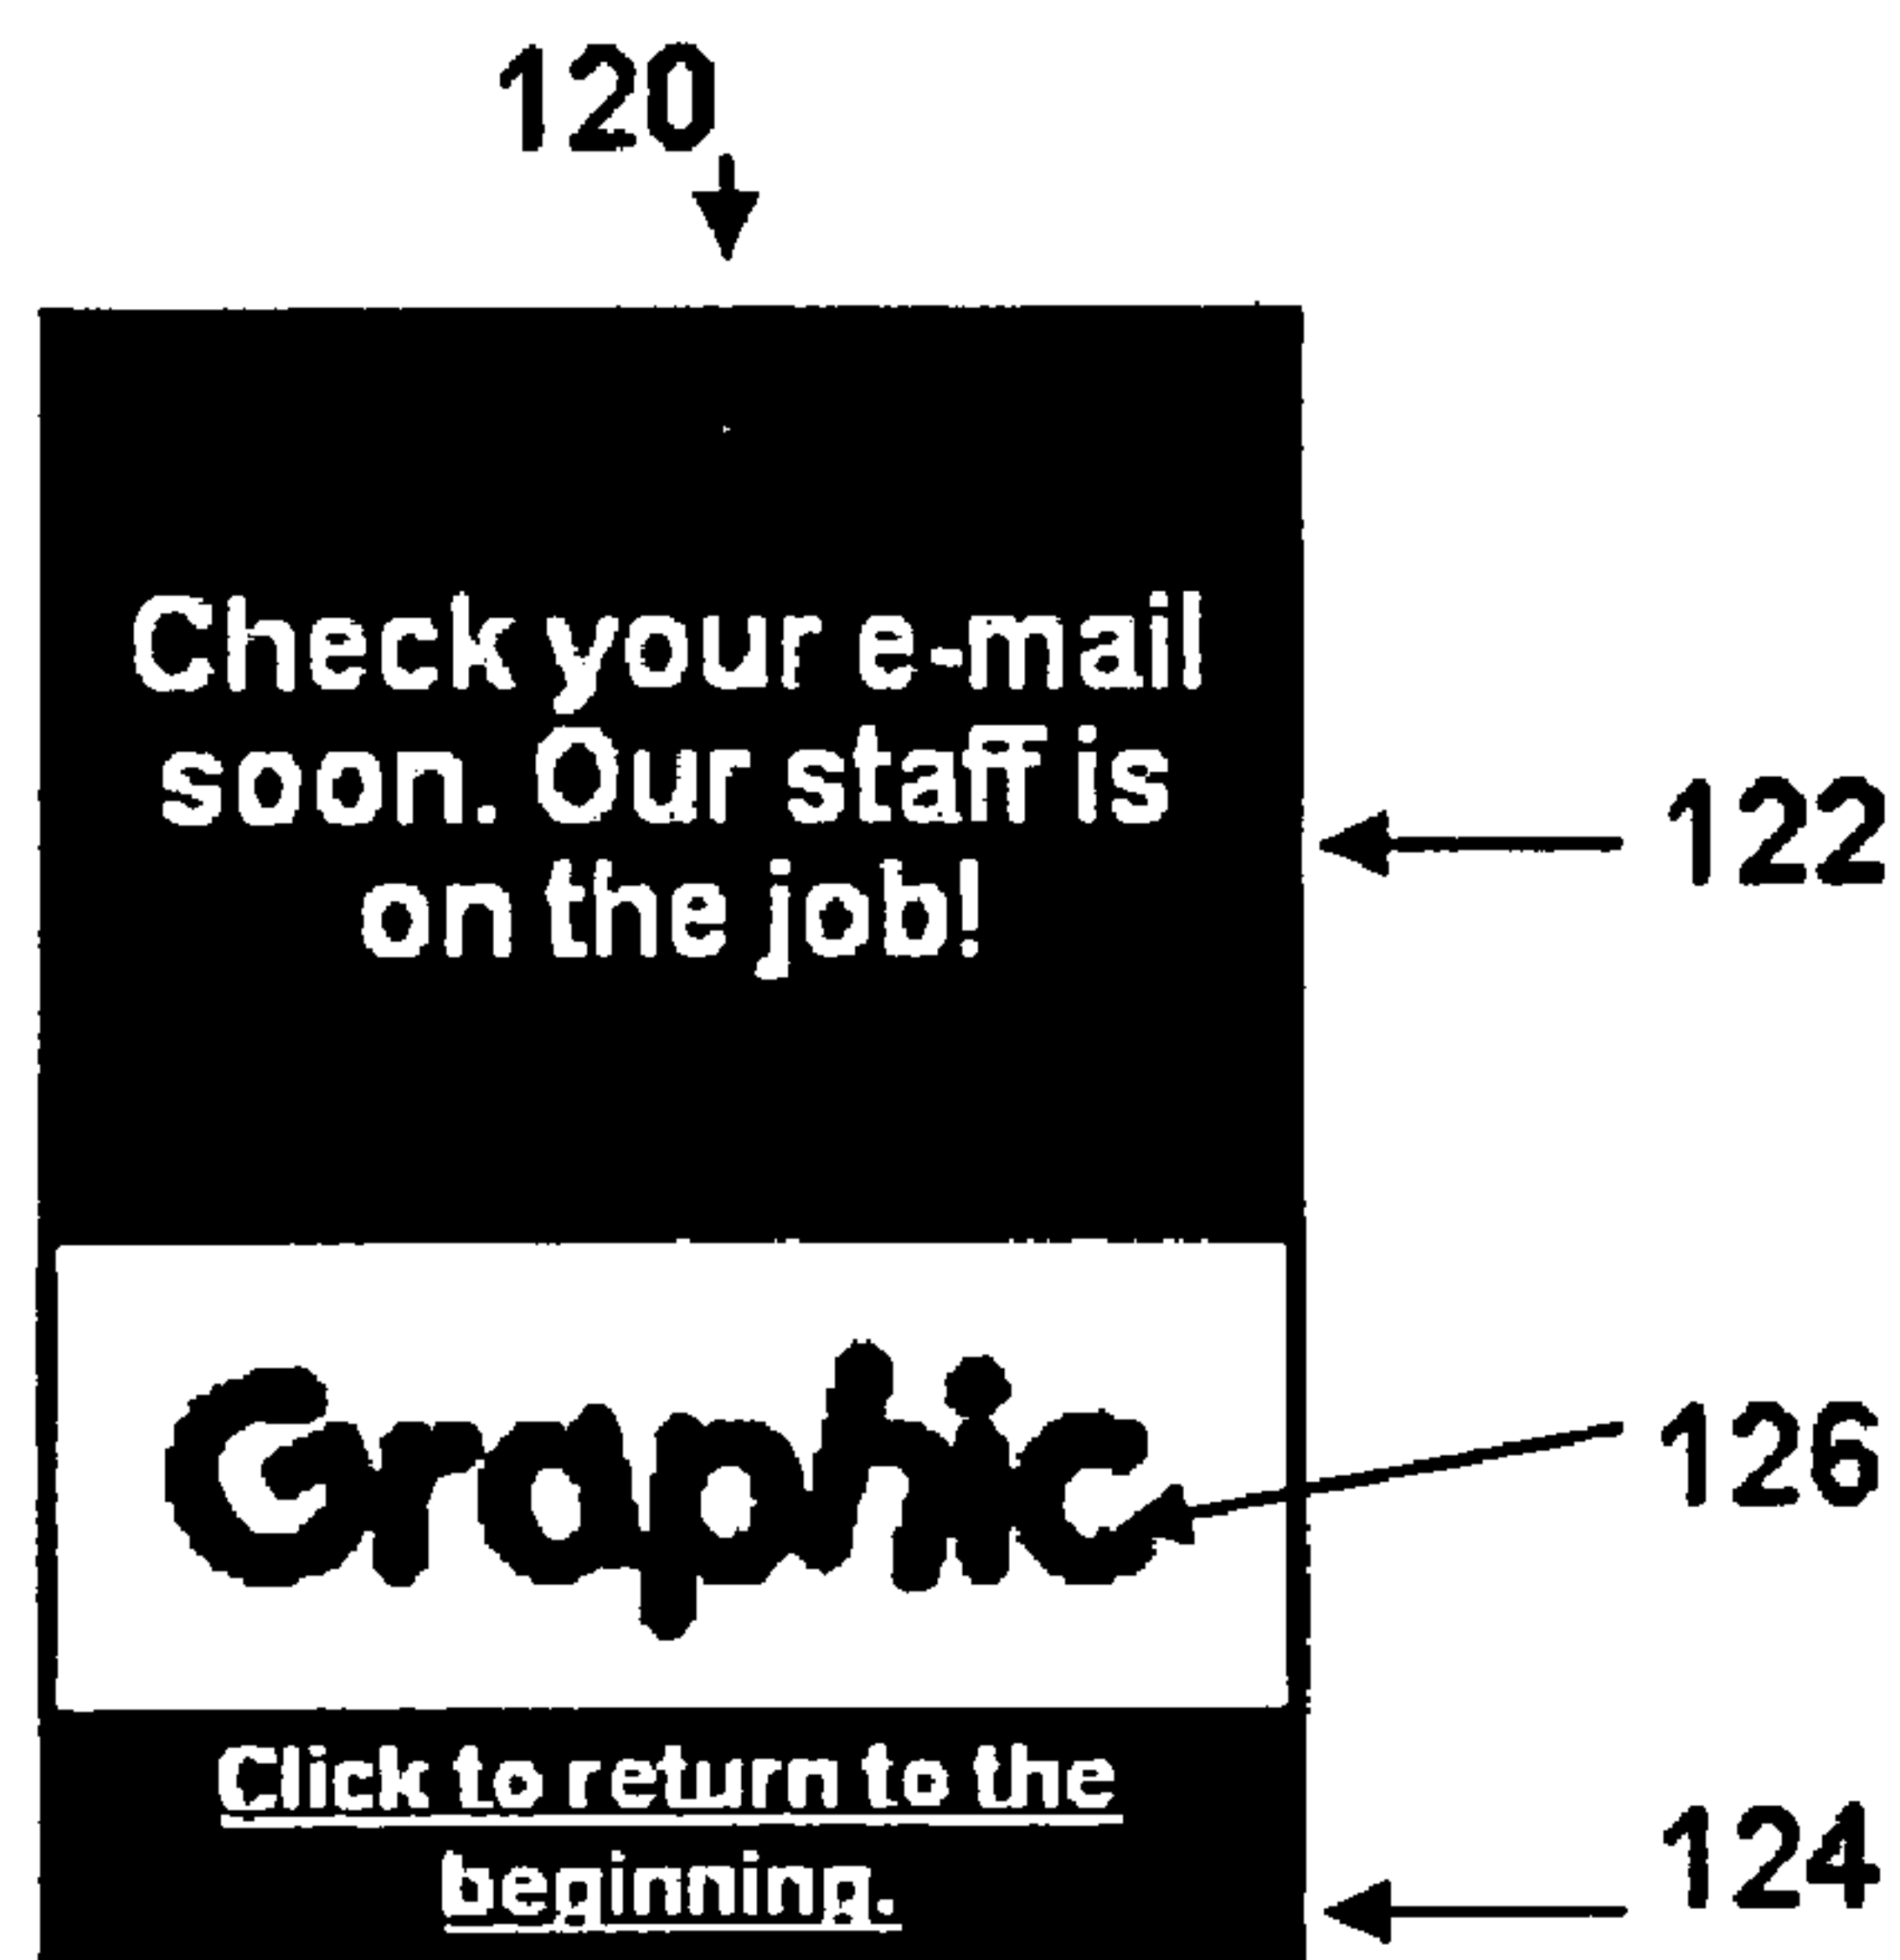 120
Check your e-mail
soon. Our staff is
on the job!
122
Graphic
126
Click to return to the
beginning.
124